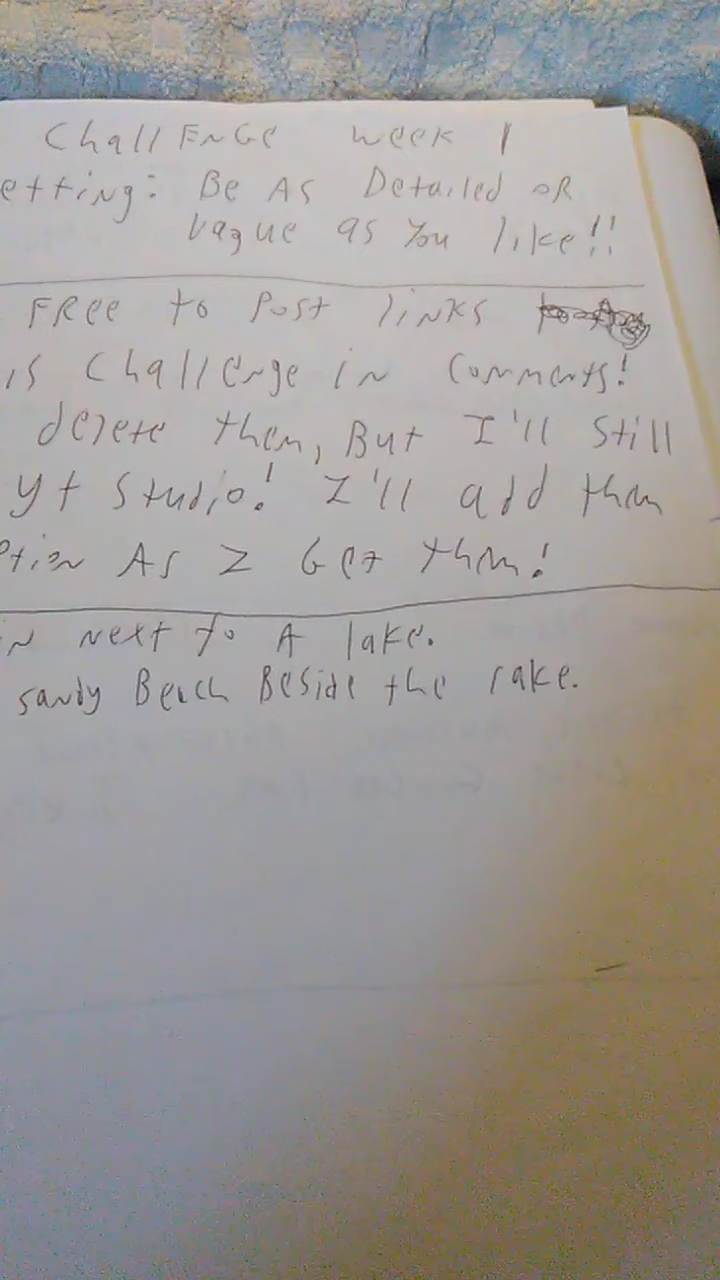 Challenge week 1
etting: Be As Detailed or
vague as You like!!
Free to Post links
is Challenge in Comments!
delete them, But I'll still
yt studio! I'll add them
ption As I Get them!
in next to A lake.
sandy Beach Beside the lake.